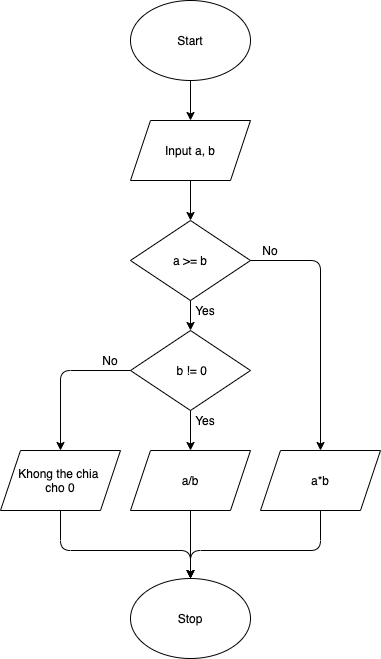 Start
Input a, b
a >= b
No
Yes
b != 0
No
Yes
Khong the chia
cho 0
a/b
a*b
Stop